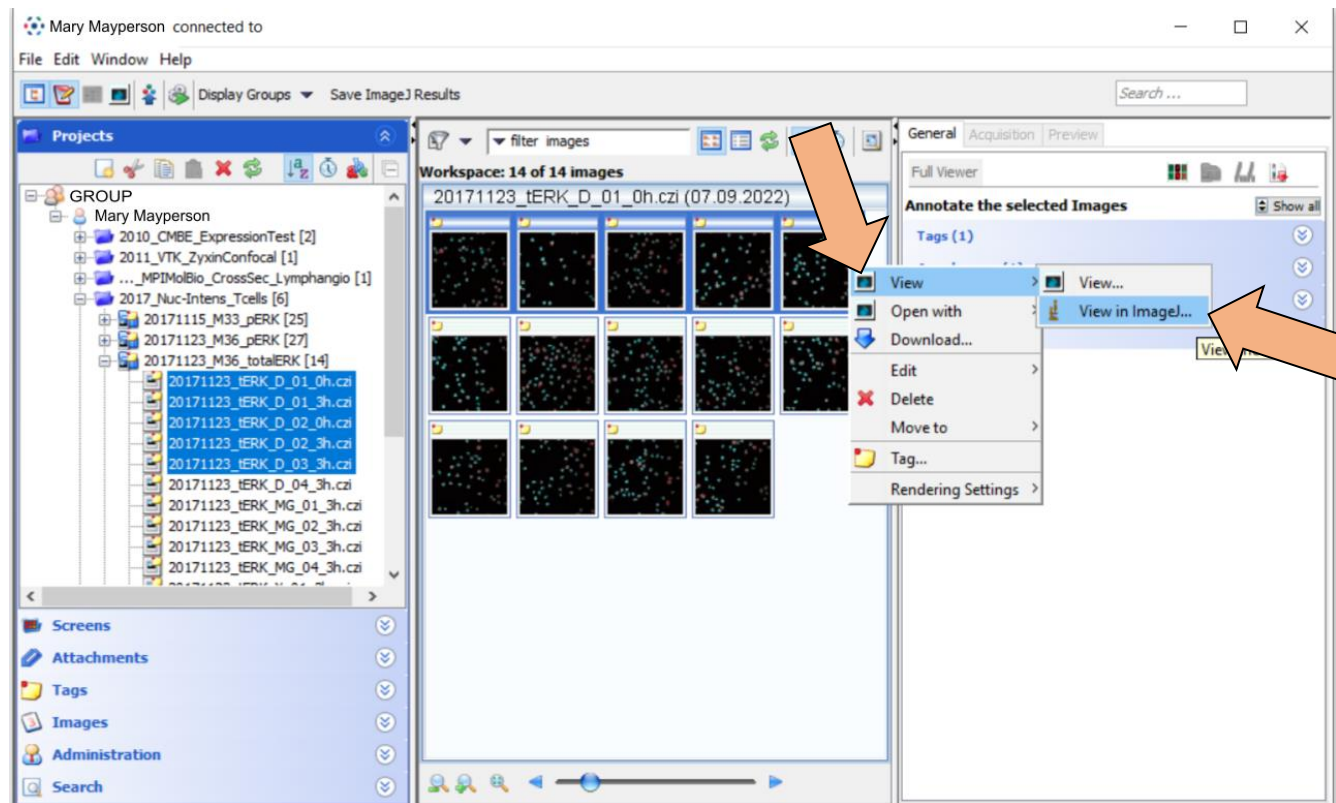 Mary Mayperson connected to
File Edit Window Help
Display Groups Save ImageJ Results
Search ...
Projects
GROUP
Mary Mayperson
2010_CMBE_ExpressionTest [2]
2011_VTK_ZyxinConfocal [1]
..._MPIMolBio_CrossSec_Lymphangio [1]
2017_Nuc-Intens_Tcells [6]
20171115_M33_pERK [25]
20171123_M36_pERK [27]
20171123_M36_totalERK [14]
20171123_tERK_D_01_0h.czi
20171123_tERK_D_01_3h.czi
20171123_tERK_D_02_0h.czi
20171123_tERK_D_02_3h.czi
20171123_tERK_D_03_3h.czi
20171123_tERK_D_04_3h.czi
20171123_tERK_MG_01_3h.czi
20171123_tERK_MG_02_3h.czi
20171123_tERK_MG_03_3h.czi
20171123_tERK_MG_04_3h.czi
Screens
Attachments
Tags
Images
Administration
Search
filter images
Workspace: 14 of 14 images
20171123_tERK_D_01_0h.czi (07.09.2022)
View
Open with
Download...
Edit
Delete
Move to
Tag...
Rendering Settings
View...
View in ImageJ...
General Acquisition Preview
Full Viewer
Annotate the selected Images
Show all
Tags (1)